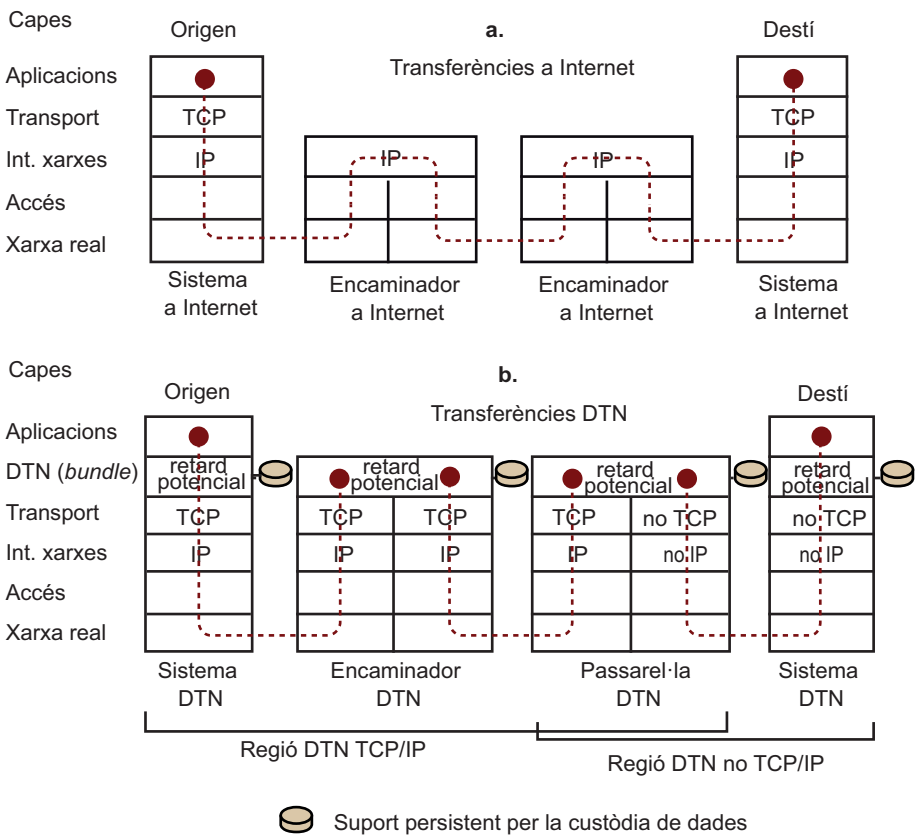 Capes
Origen
a.
Destí
Transferències a Internet
Aplicacions
Transport
TCP
TCP
Int. xarxes
IP
IP
IP
IP
Accés
Xarxa real
Sistema
a Internet
Encaminador
a Internet
Encaminador
a Internet
Sistema
a Internet
Capes
Origen
b.
Destí
Transferències DTN
Aplicacions
DTN (bundle)
retard
potencial
retard
potencial
retard
potencial
retard
potencial
Transport
TCP
TCP
TCP
TCP
no TCP
no TCP
Int. xarxes
IP
IP
IP
IP
no IP
no IP
Accés
Xarxa real
Sistema
DTN
Encaminador
DTN
Passarel·la
DTN
Sistema
DTN
Regió DTN TCP/IP
Regió DTN no TCP/IP
Suport persistent per la custòdia de dades